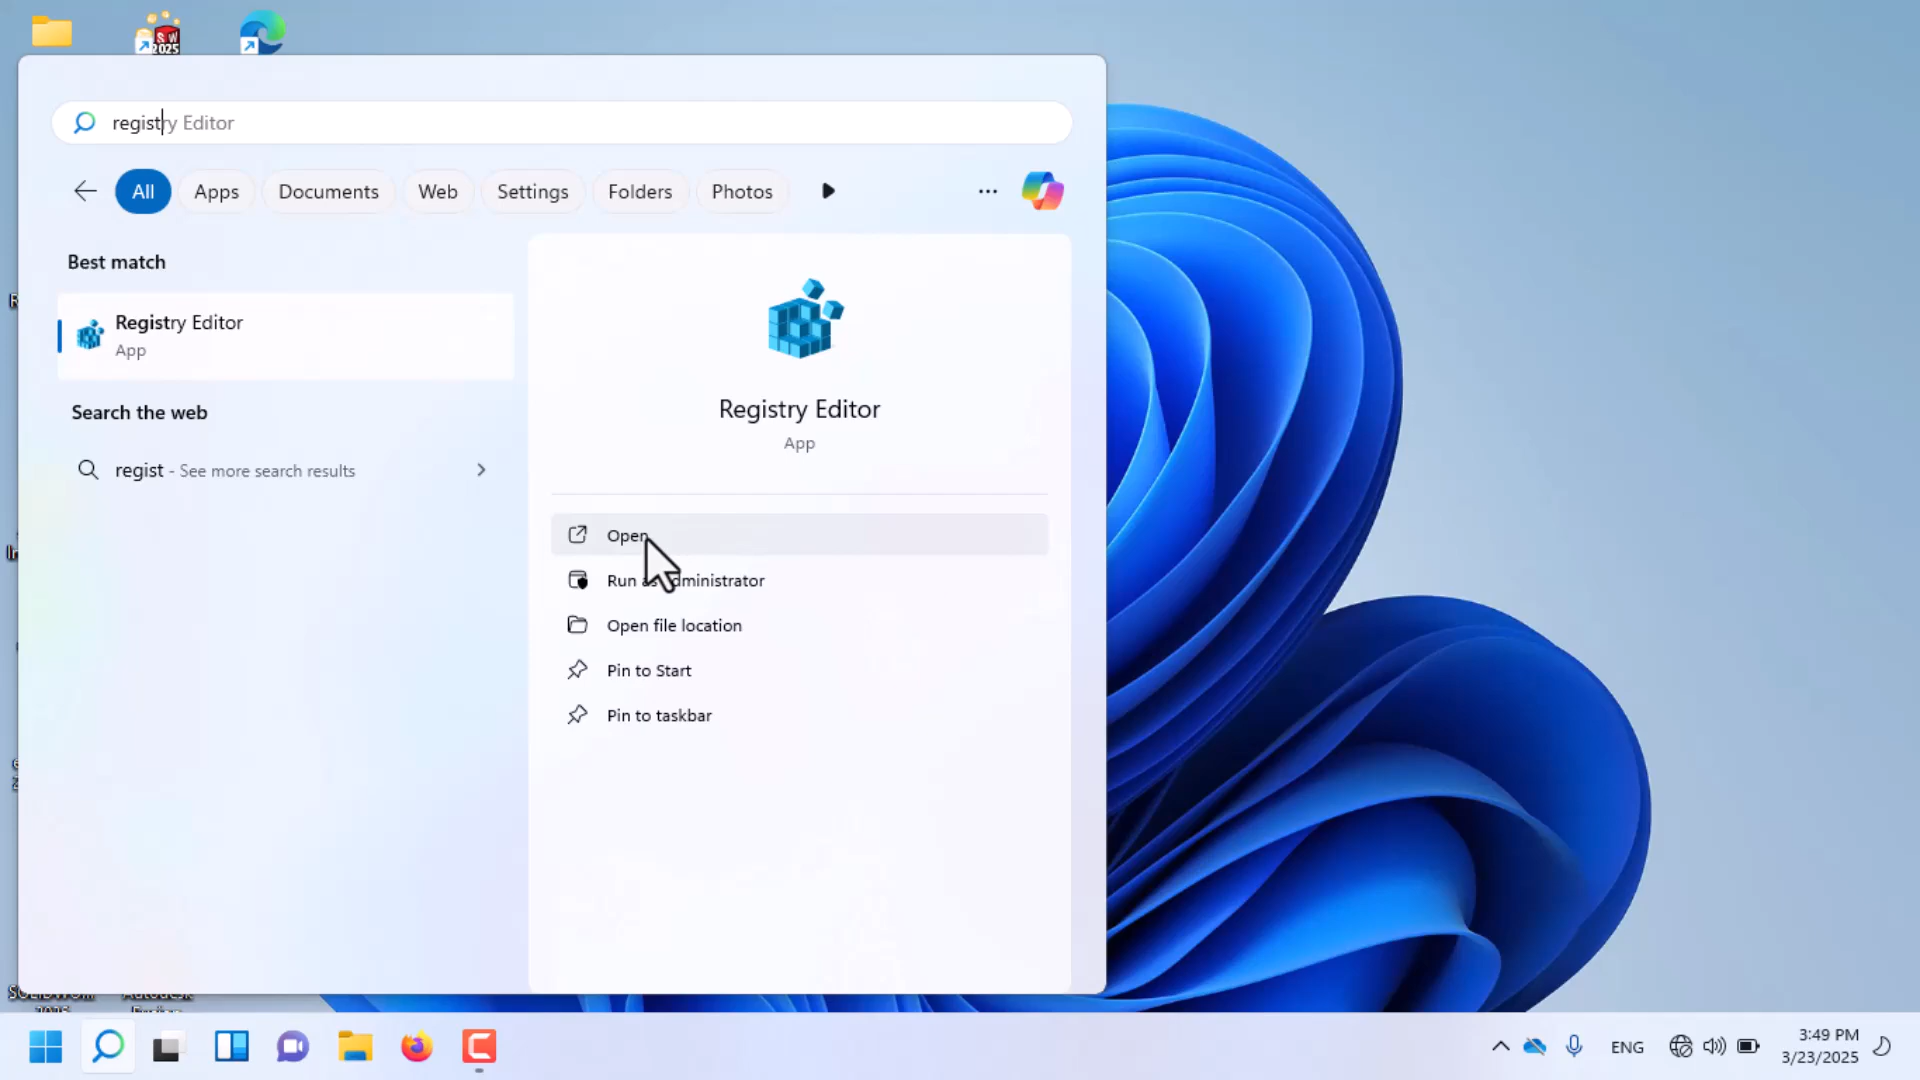 SW
2025
registry Editor
All
Apps
Documents
Web
Settings
Folders
Photos
Best match
Registry Editor
App
Search the web
regist - See more search results
Registry Editor
App
Open
Run as administrator
Open file location
Pin to Start
Pin to taskbar
ENG
3:49 PM
3/23/2025